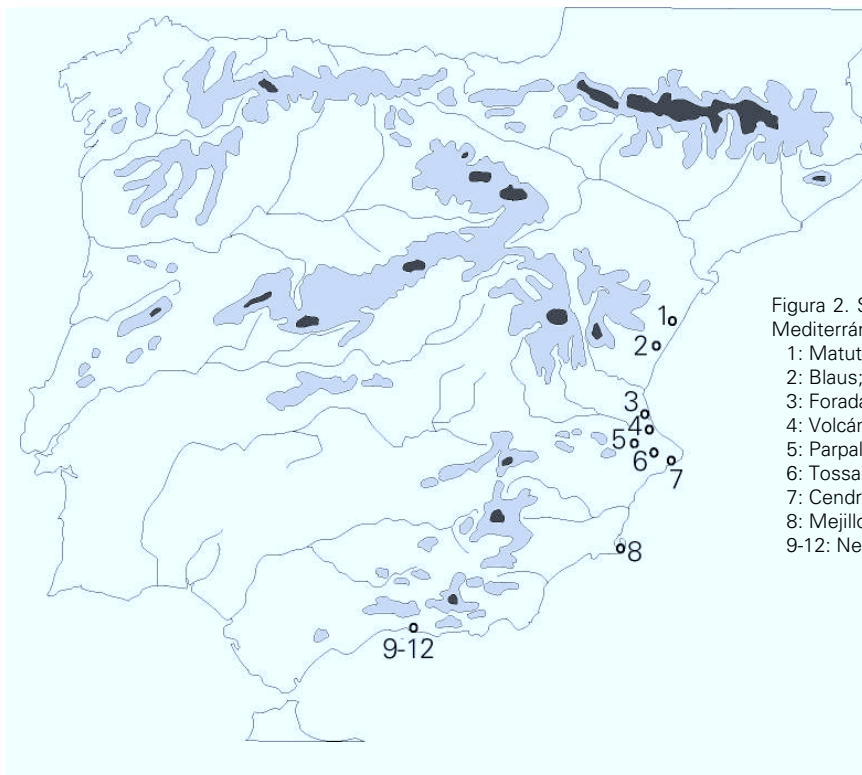 1
2
3
4
5
6
7
8
9-12
Figura 2. S
Mediterrán
1: Matut
2: Blaus;
3: Forada
4: Volcán
5: Parpal
6: Tossa
7: Cendr
8: Mejillo
9-12: Ne